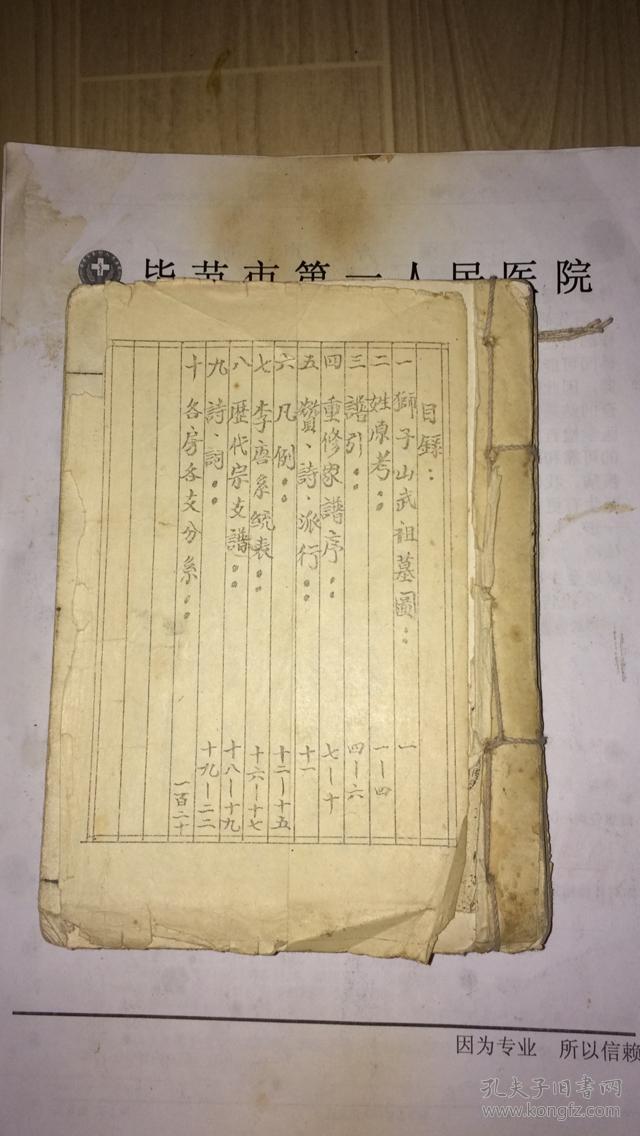 毕节市第一人民医院
目録：
一 獅子山武祖墓圖： 一
二 姓原考： 一—四
三 譜引： 四—六
四 重修家譜序： 七—十
五 贊、詩、派行： 十一
六 凡例： 十二—十五
七 李唐系統表： 十六—十七
八 歷代宗支譜： 十八—十九
九 詩、詞： 十九—二二
十 各房各支分系： 一百二十
因为专业 所以信赖
孔夫子旧书网
www.kongfz.com